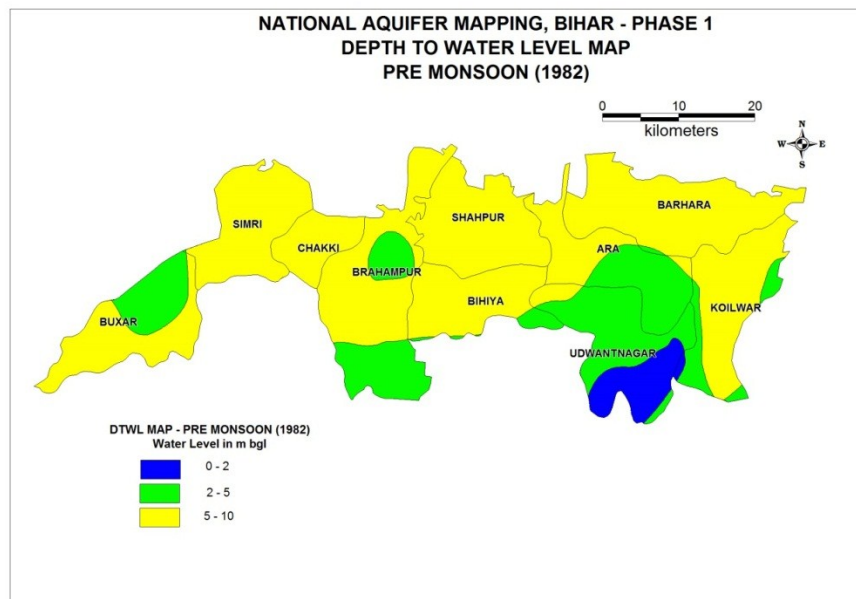 NATIONAL AQUIFER MAPPING, BIHAR - PHASE 1
DEPTH TO WATER LEVEL MAP
PRE MONSOON (1982)
0 10 20
kilometers
N
W E
S
BARHARA
SHAHPUR
SIMRI
CHAKKI
ARA
BRAHAMPUR
BIHIYA
KOILWAR
BUXAR
UDWANTNAGAR
DTWL MAP - PRE MONSOON (1982)
Water Level in m bgl
0 - 2
2 - 5
5 - 10